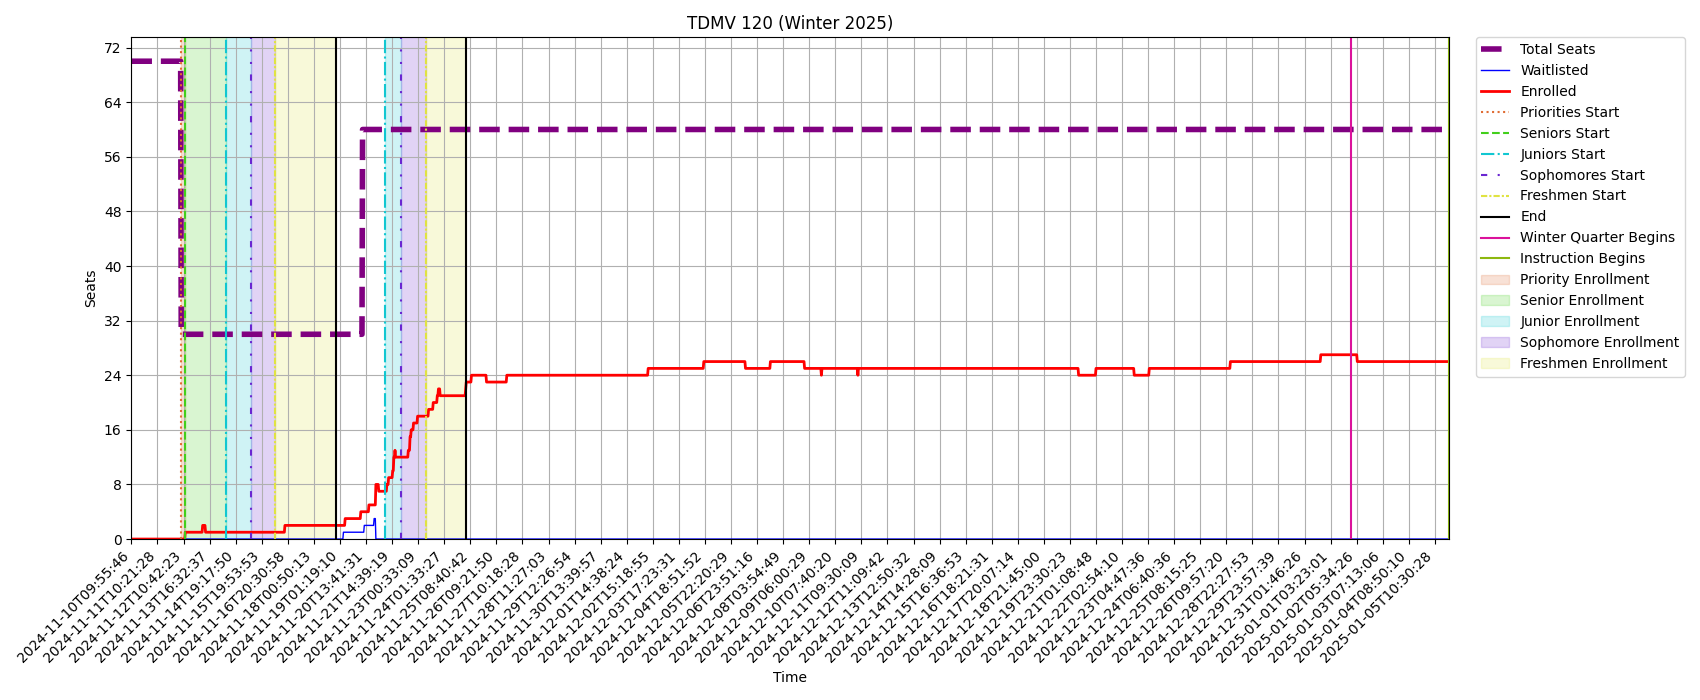 TDMV 120 (Winter 2025)
Seats
72
64
56
48
40
32
24
16
8
0
2024-11-10T09:55:46
2024-11-11T10:21:28
2024-11-12T10:42:23
2024-11-13T16:32:37
2024-11-14T19:17:50
2024-11-15T19:53:53
2024-11-16T20:30:58
2024-11-18T00:50:13
2024-11-19T01:19:10
2024-11-20T13:41:31
2024-11-21T14:39:19
2024-11-24T01:33:09
2024-11-25T01:33:27
2024-11-25T08:40:42
2024-11-26T09:21:50
2024-11-27T10:18:28
2024-11-28T11:27:03
2024-11-29T12:26:54
2024-11-30T13:39:57
2024-12-01T14:38:24
2024-12-02T15:18:55
2024-12-03T17:23:31
2024-12-04T18:51:52
2024-12-05T22:20:29
2024-12-06T23:51:16
2024-12-08T03:54:49
2024-12-09T06:00:29
2024-12-10T07:40:20
2024-12-11T09:30:09
2024-12-12T11:09:42
2024-12-13T12:50:32
2024-12-14T14:28:09
2024-12-15T16:36:53
2024-12-16T18:21:31
2024-12-17T20:07:14
2024-12-18T21:45:00
2024-12-19T23:30:23
2024-12-21T01:08:48
2024-12-22T02:54:10
2024-12-23T04:47:36
2024-12-24T06:40:36
2024-12-25T08:15:25
2024-12-26T09:57:20
2024-12-28T22:27:53
2024-12-29T23:57:39
2024-12-31T01:46:26
2025-01-01T03:23:01
2025-01-02T05:34:26
2025-01-03T07:13:06
2025-01-04T08:50:10
2025-01-05T10:30:28
Time
Total Seats
Waitlisted
Enrolled
Priorities Start
Seniors Start
Juniors Start
Sophomores Start
Freshmen Start
End
Winter Quarter Begins
Instruction Begins
Priority Enrollment
Senior Enrollment
Junior Enrollment
Sophomore Enrollment
Freshmen Enrollment